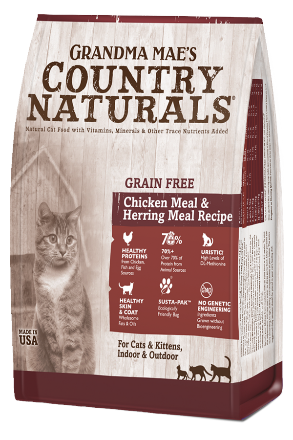 GRANDMA MAE'S
COUNTRY
NATURALS®
Natural Cat Food with Vitamins, Minerals & Other Trace Nutrients Added
GRAIN FREE
Chicken Meal &
Herring Meal Recipe
HEALTHY
PROTEINS
from Chicken,
Fish and Egg
Sources
70%
70%+
Over 70% of
Protein from
Animal Sources
URISTIC!
High Levels of
DL-Methionine
HEALTHY
SKIN
& COAT
Wholesome
Fats & Oils
SUSTA-PAK™
Ecologically
Friendly Bag
NO GENETIC
ENGINEERING
Ingredients
Grown without
Bioengineering
MADE IN
USA
For Cats & Kittens,
Indoor & Outdoor